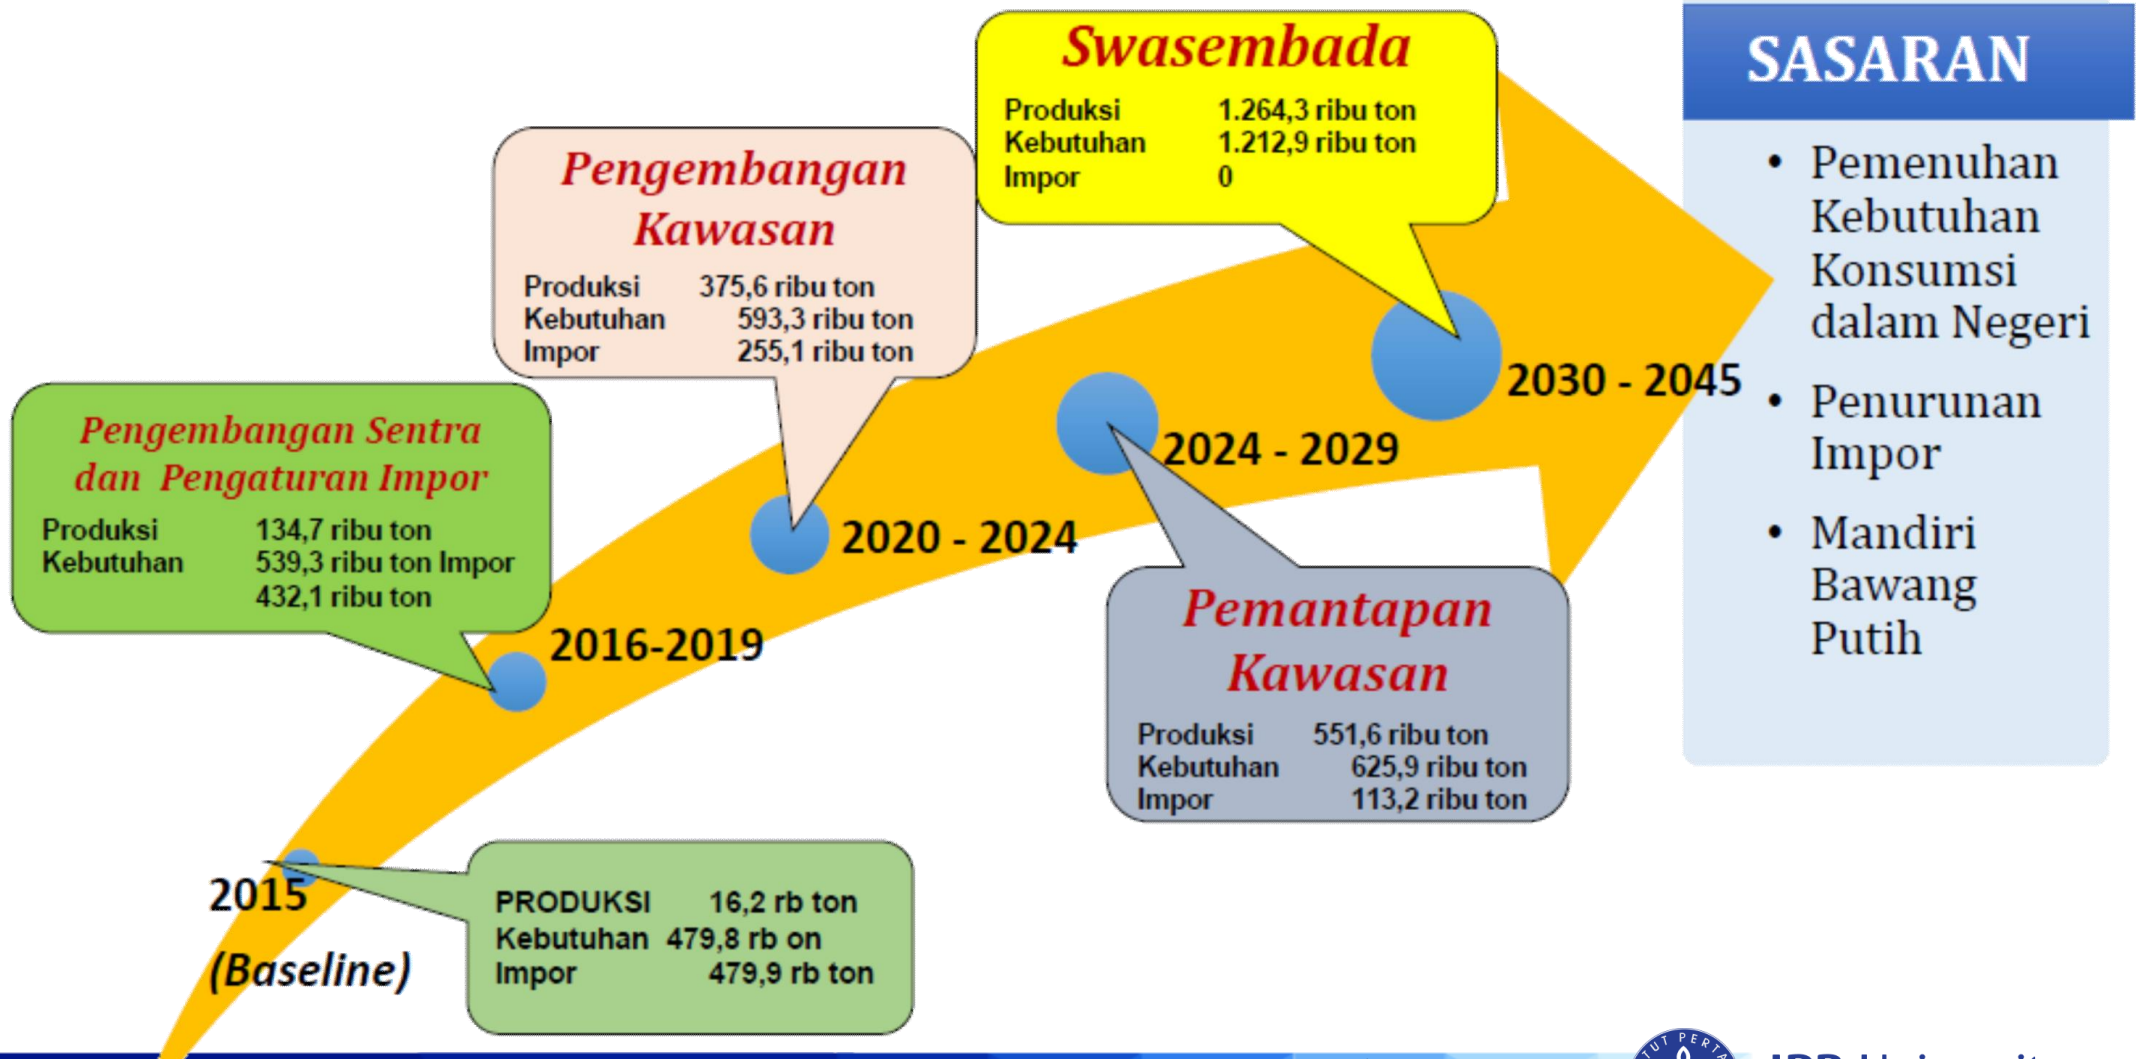 Swasembada
Produksi 1.264,3 ribu ton
Kebutuhan 1.212,9 ribu ton
Impor 0
SASARAN
• Pemenuhan
Kebutuhan
Konsumsi
dalam Negeri
• Penurunan
Impor
• Mandiri
Bawang
Putih
Pengembangan
Kawasan
Produksi 375,6 ribu ton
Kebutuhan 593,3 ribu ton
Impor 255,1 ribu ton
2030 - 2045
Pengembangan Sentra
dan Pengaturan Impor
Produksi 134,7 ribu ton
Kebutuhan 539,3 ribu ton Impor
432,1 ribu ton
2024 - 2029
2020 - 2024
2016-2019
Pemantapan
Kawasan
Produksi 551,6 ribu ton
Kebutuhan 625,9 ribu ton
Impor 113,2 ribu ton
2015
(Baseline)
PRODUKSI 16,2 rb ton
Kebutuhan 479,8 rb on
Impor 479,9 rb ton